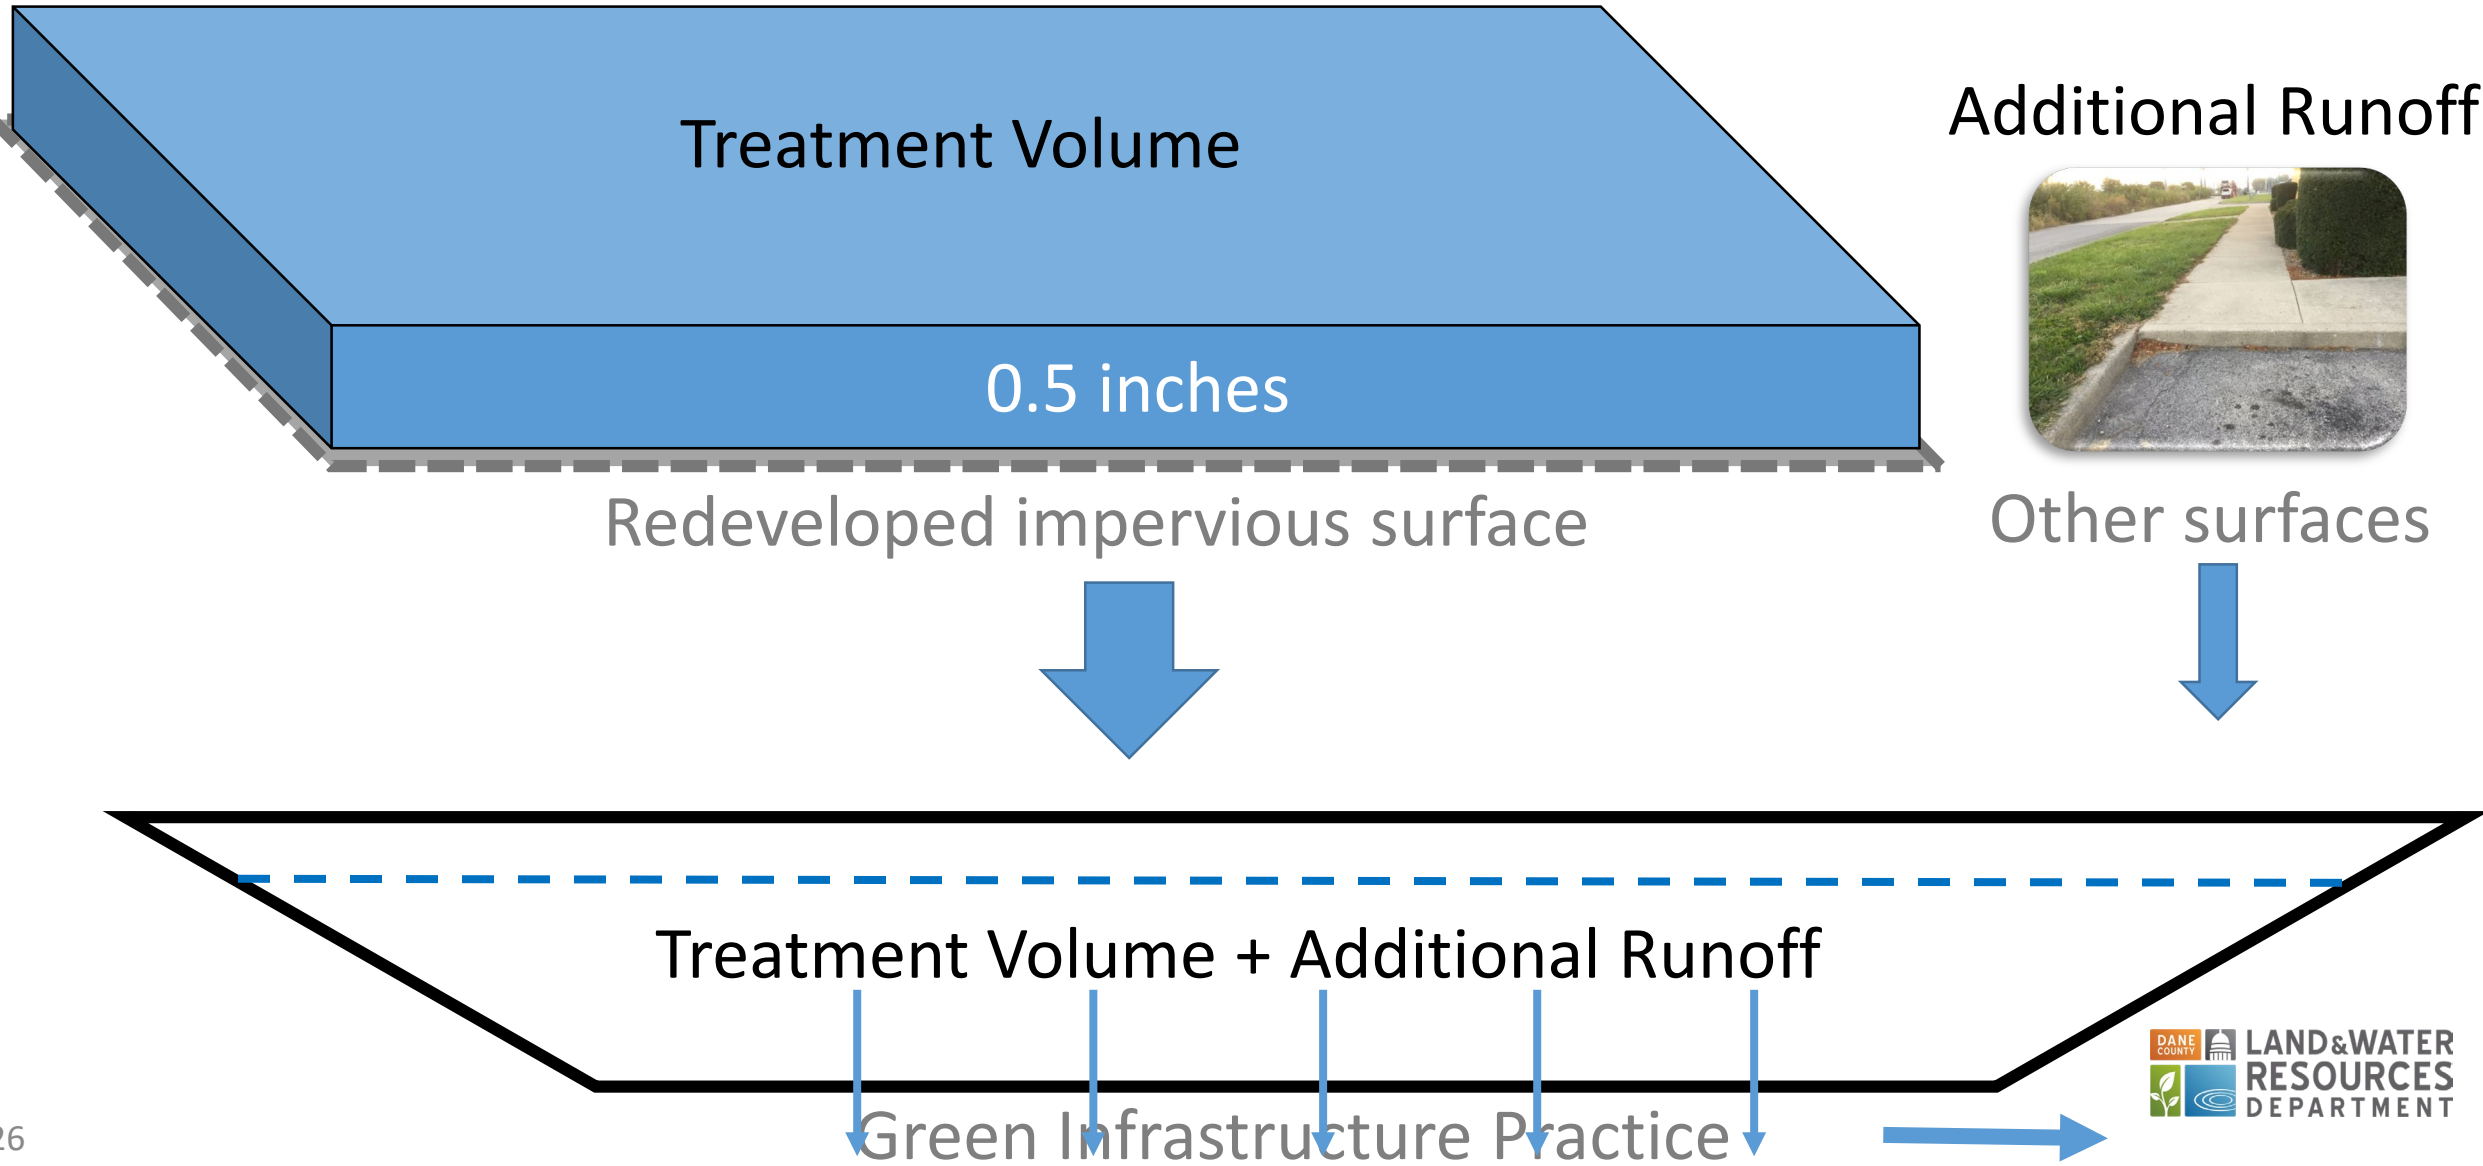 Treatment Volume
Additional Runoff
0.5 inches
Redeveloped impervious surface
Other surfaces
Treatment Volume + Additional Runoff
DANE
COUNTY
LAND&WATER
RESOURCES
DEPARTMENT
Green Infrastructure Practice
26